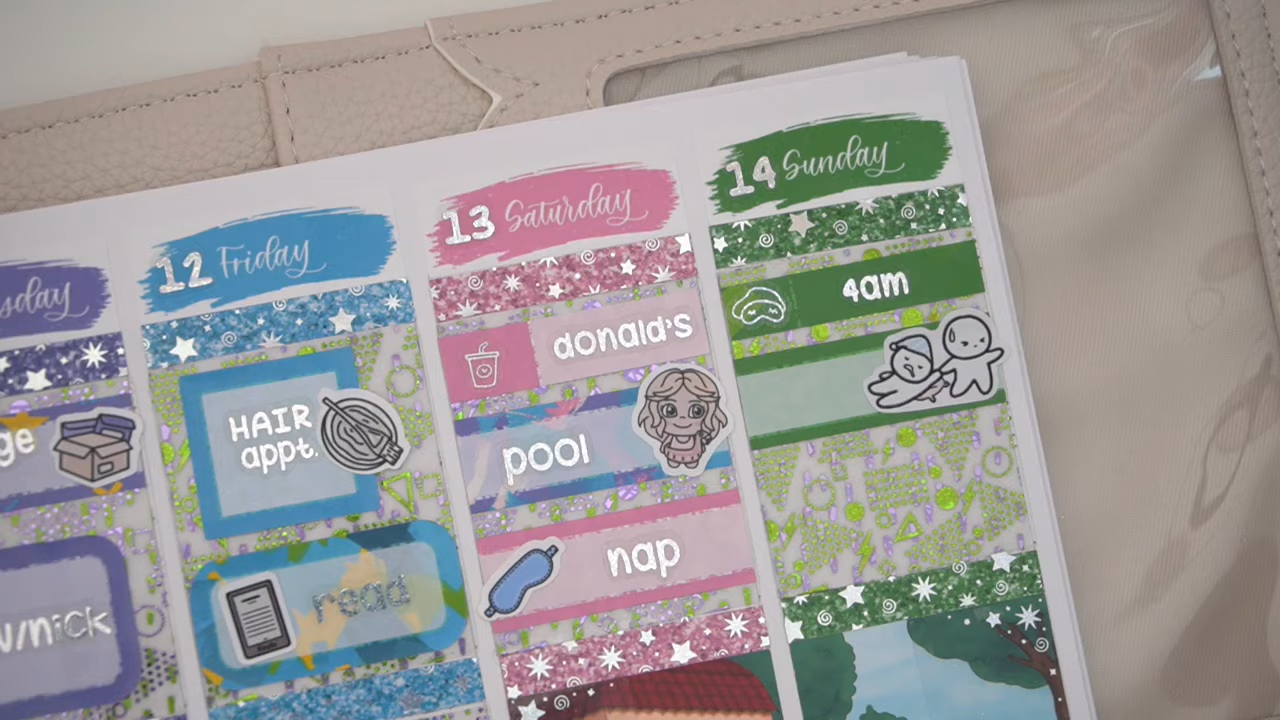 sday
ge
w/nick
12 Friday
HAIR
appt.
read
13 Saturday
donald's
pool
nap
14 Sunday
4am